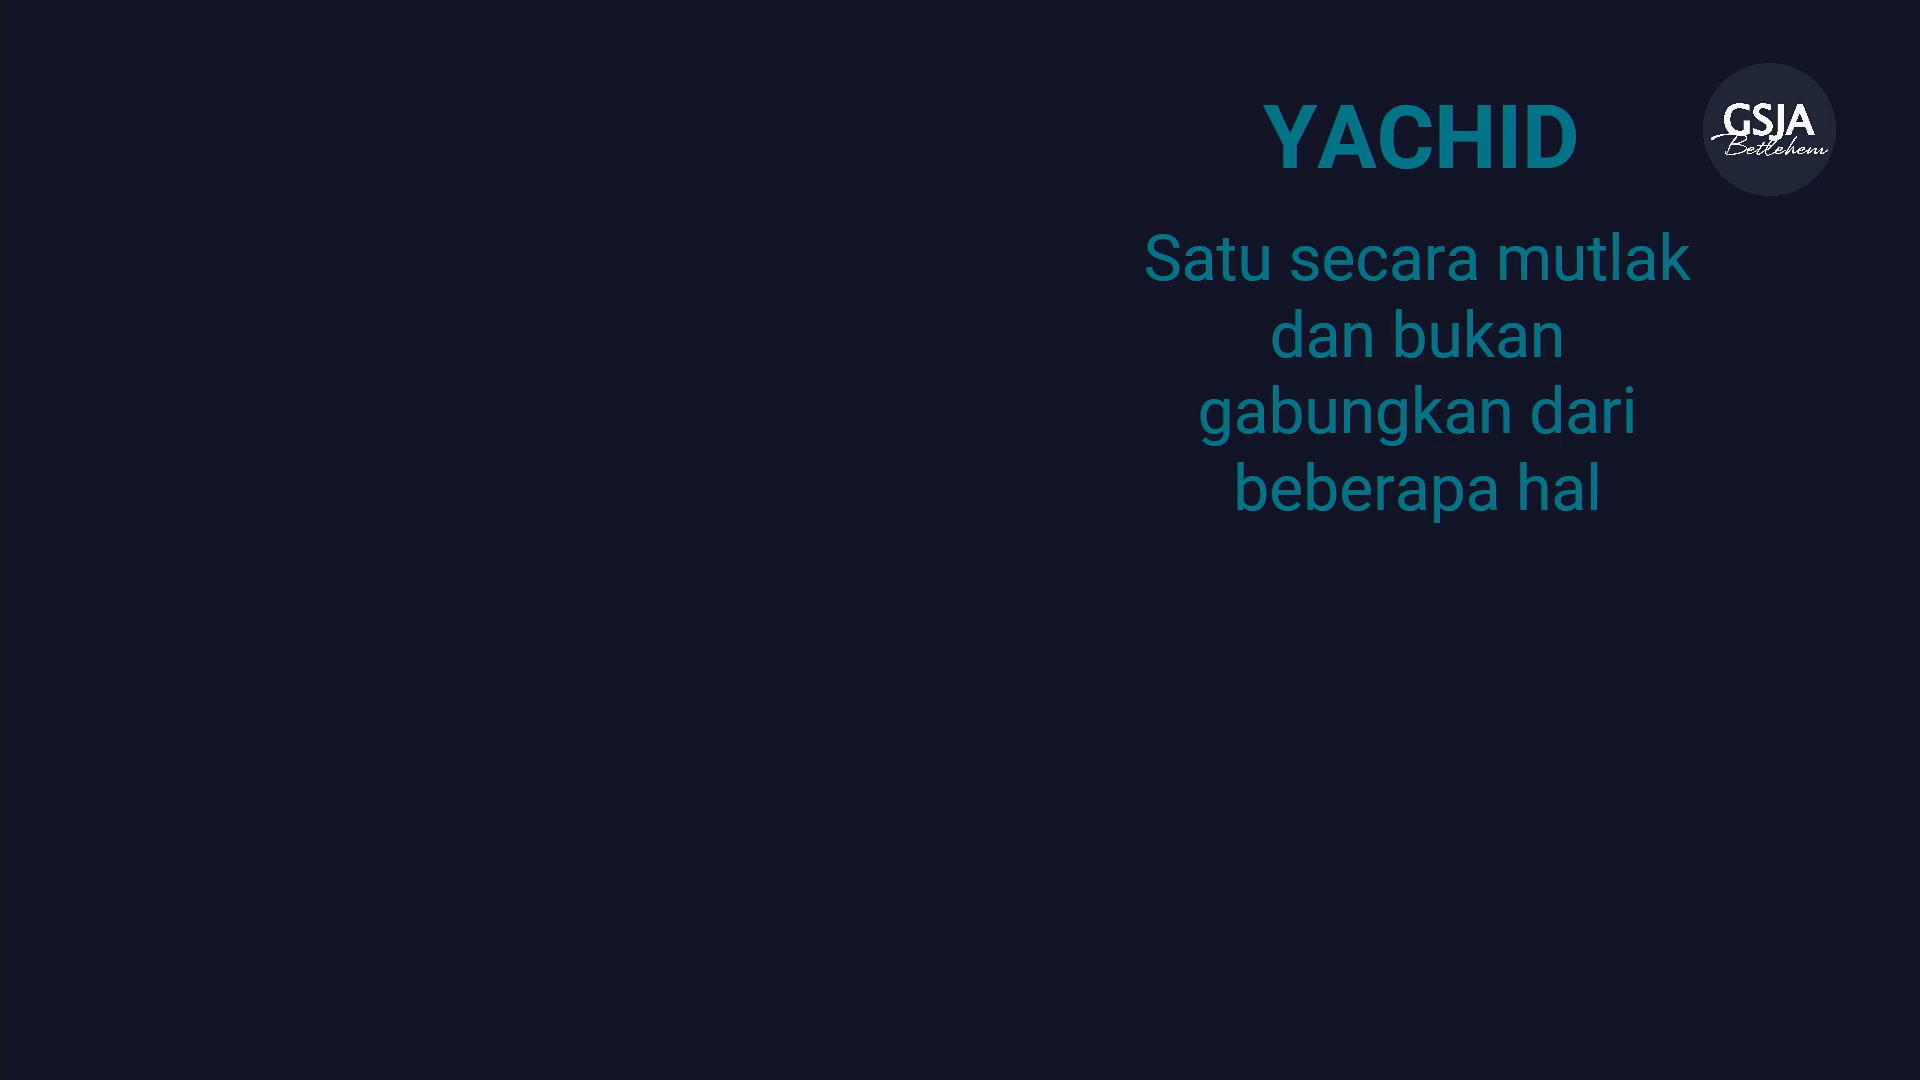 YACHID
GSJA
Betlehem
Satu secara mutlak
dan bukan
gabungkan dari
beberapa hal